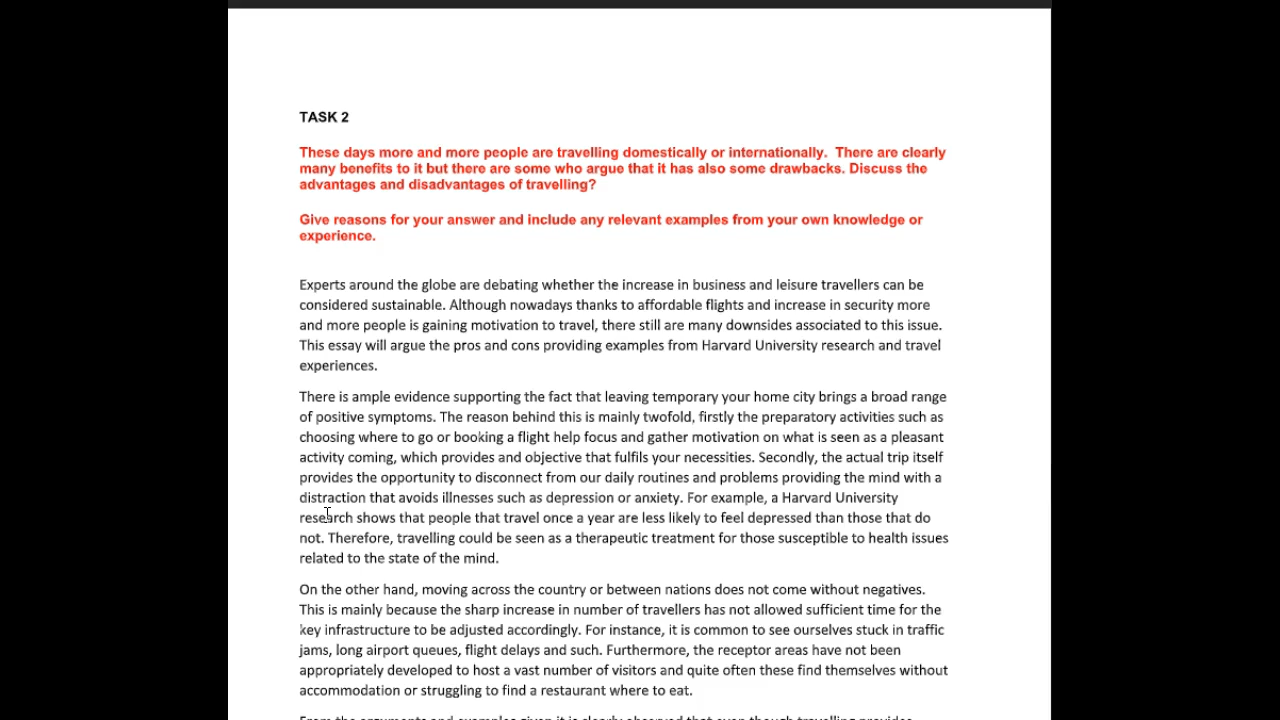 TASK 2
These days more and more people are travelling domestically or internationally.  There are clearly
many benefits to it but there are some who argue that it has also some drawbacks. Discuss the
advantages and disadvantages of travelling?
Give reasons for your answer and include any relevant examples from your own knowledge or
experience.
Experts around the globe are debating whether the increase in business and leisure travellers can be
considered sustainable. Although nowadays thanks to affordable flights and increase in security more
and more people is gaining motivation to travel, there still are many downsides associated to this issue.
This essay will argue the pros and cons providing examples from Harvard University research and travel
experiences.
There is ample evidence supporting the fact that leaving temporary your home city brings a broad range
of positive symptoms. The reason behind this is mainly twofold, firstly the preparatory activities such as
choosing where to go or booking a flight help focus and gather motivation on what is seen as a pleasant
activity coming, which provides and objective that fulfils your necessities. Secondly, the actual trip itself
provides the opportunity to disconnect from our daily routines and problems providing the mind with a
distraction that avoids illnesses such as depression or anxiety. For example, a Harvard University
research shows that people that travel once a year are less likely to feel depressed than those that do
not. Therefore, travelling could be seen as a therapeutic treatment for those susceptible to health issues
related to the state of the mind.
On the other hand, moving across the country or between nations does not come without negatives.
This is mainly because the sharp increase in number of travellers has not allowed sufficient time for the
key infrastructure to be adjusted accordingly. For instance, it is common to see ourselves stuck in traffic
jams, long airport queues, flight delays and such. Furthermore, the receptor areas have not been
appropriately developed to host a vast number of visitors and quite often these find themselves without
accommodation or struggling to find a restaurant where to eat.
From the arguments and examples given it is clearly observed that even though travelling provides